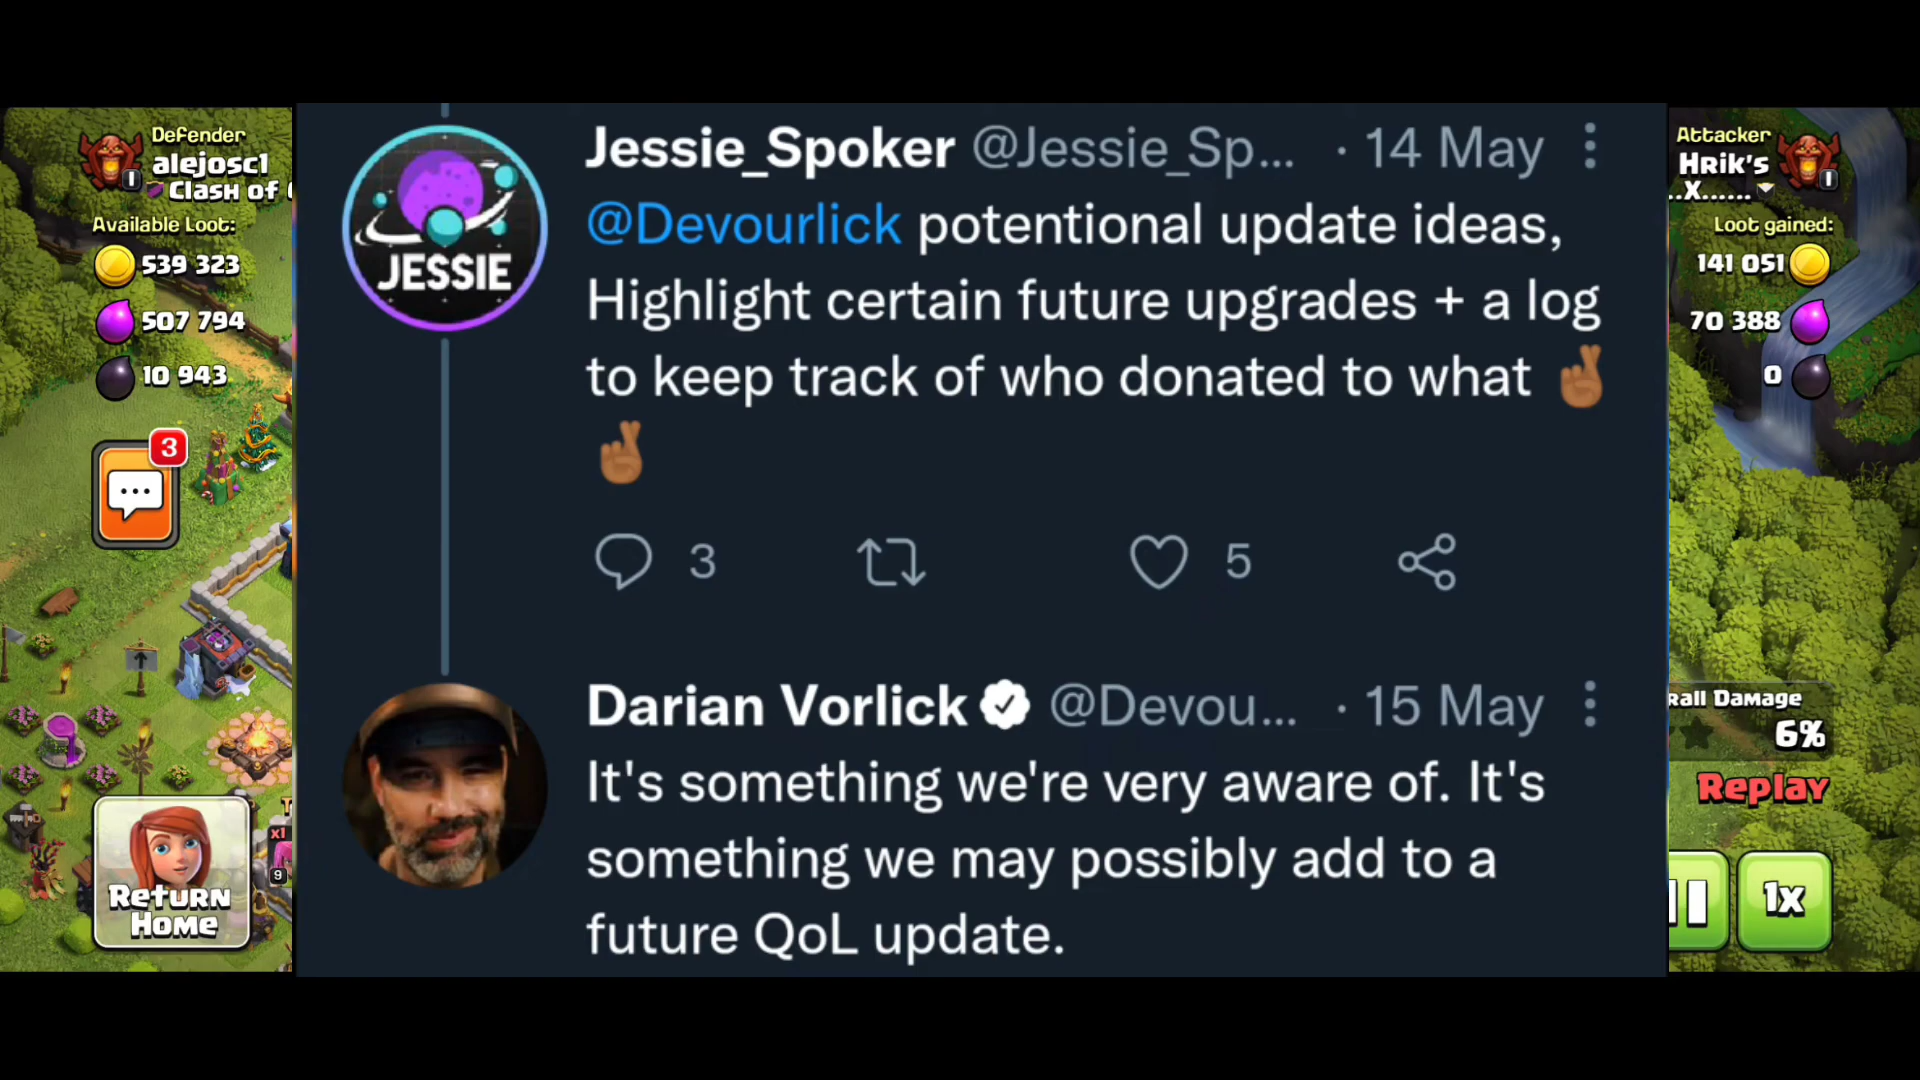 Defender
alejosc1
Clash of
Available Loot:
539 323
507 794
10 943
3
Return
Home
x1
9
JESSIE
Jessie_Spoker @Jessie_Sp... · 14 May
@Devourlick potentional update ideas,
Highlight certain future upgrades + a log
to keep track of who donated to what 🤞🏾
🤞🏾
3 5
Darian Vorlick @Devou... · 15 May
It's something we're very aware of. It's
something we may possibly add to a
future QoL update.
Attacker
Hrik's
..X......
Loot gained:
141 051
70 388
0
rall Damage
6%
Replay
1x